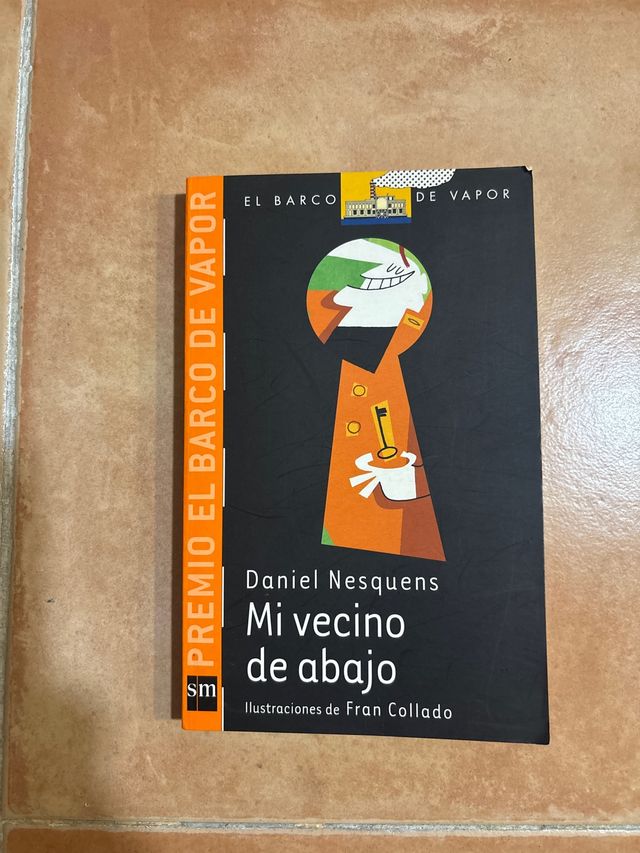 EL BARCO DE VAPOR
PREMIO EL BARCO DE VAPOR
Daniel Nesquens
Mi vecino
de abajo
Ilustraciones de Fran Collado
sm